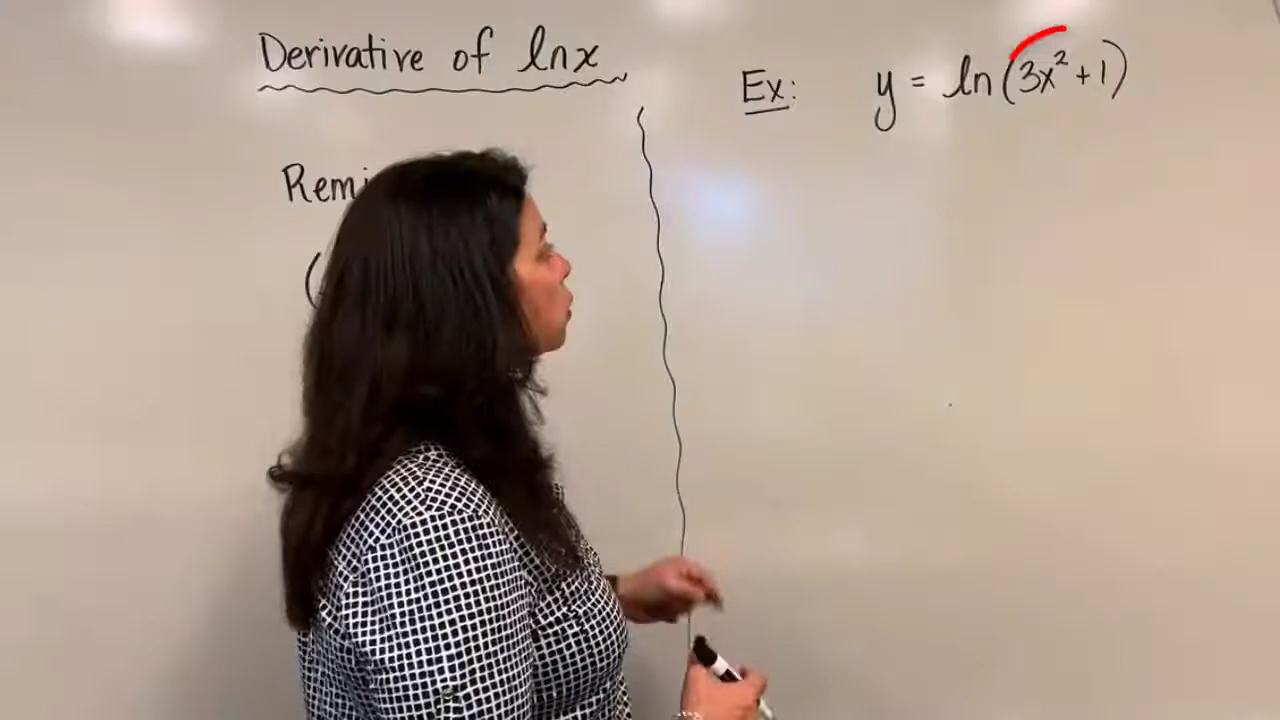 Derivative of ln x
Ex: y = ln(3x² + 1)